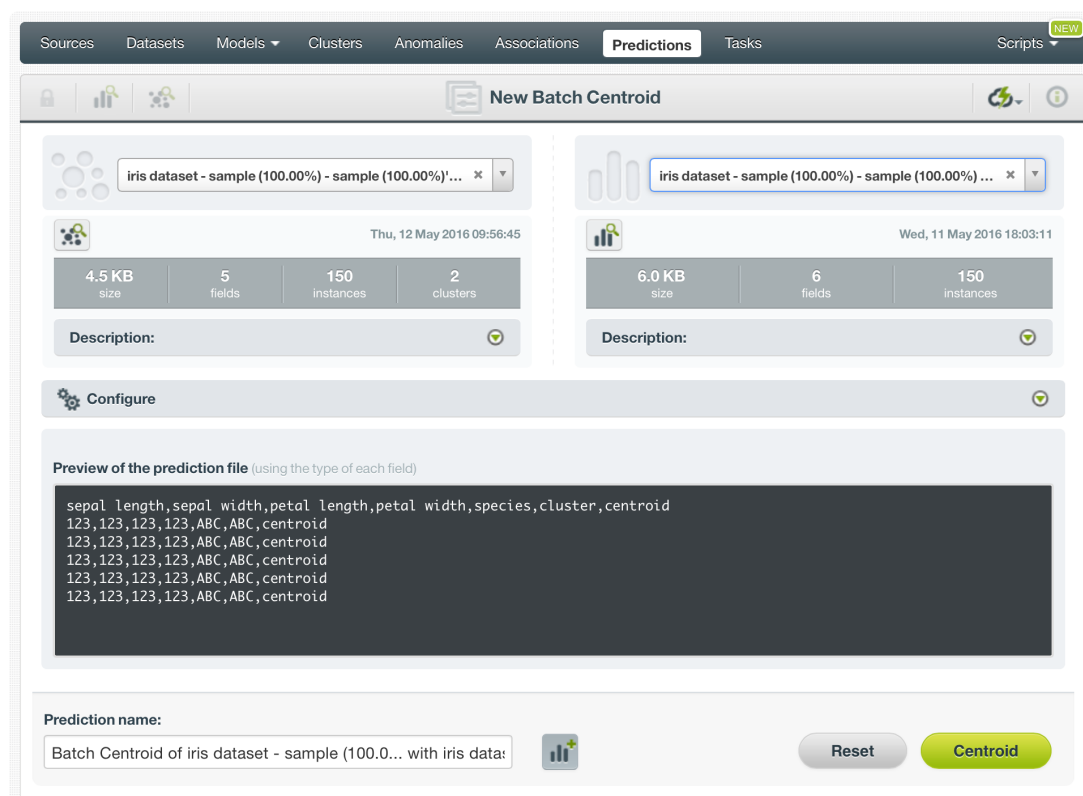 Sources Datasets Models Clusters Anomalies Associations Predictions Tasks Scripts NEW
New Batch Centroid
iris dataset - sample (100.00%) - sample (100.00%)'...
iris dataset - sample (100.00%) - sample (100.00%) ...
Thu, 12 May 2016 09:56:45
Wed, 11 May 2016 18:03:11
4.5 KB 5 150 2
size fields instances clusters
6.0 KB 6 150
size fields instances
Description:
Description:
Configure
Preview of the prediction file (using the type of each field)
sepal length,sepal width,petal length,petal width,species,cluster,centroid
123,123,123,123,ABC,ABC,centroid
123,123,123,123,ABC,ABC,centroid
123,123,123,123,ABC,ABC,centroid
123,123,123,123,ABC,ABC,centroid
123,123,123,123,ABC,ABC,centroid
Prediction name:
Batch Centroid of iris dataset - sample (100.0... with iris datas
Reset Centroid